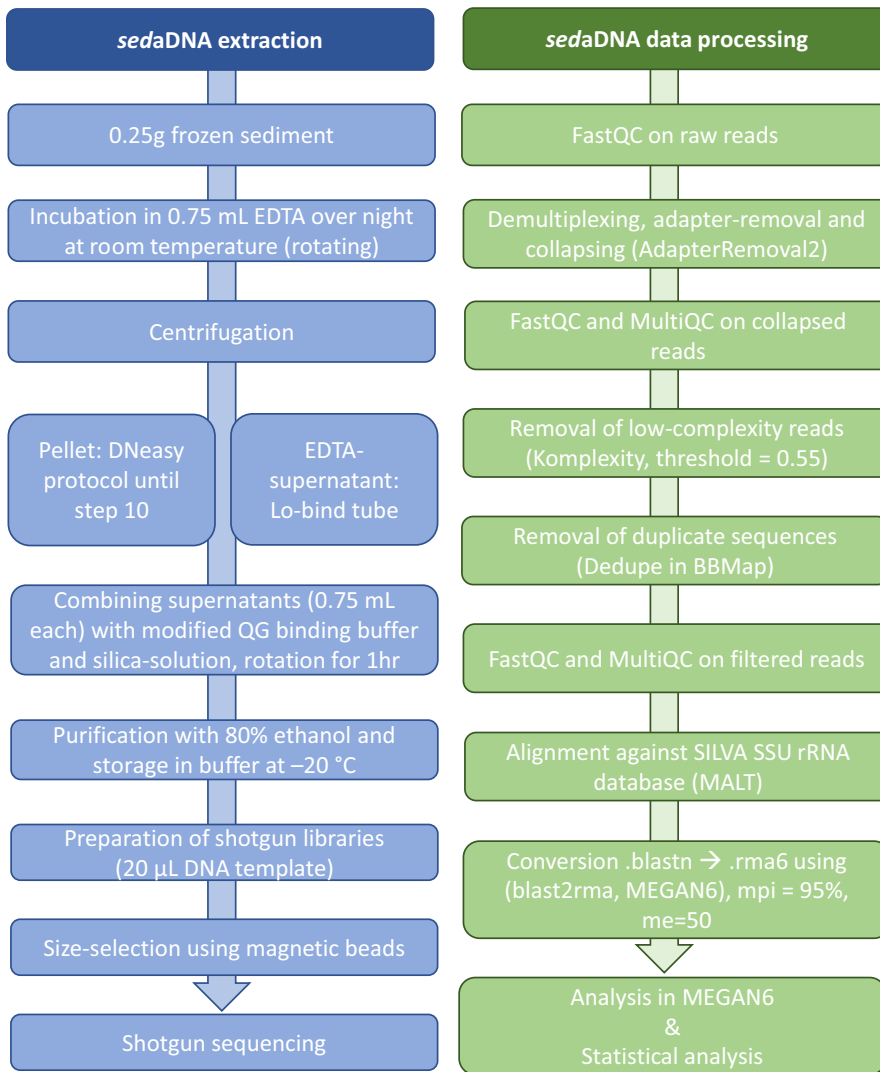 sedaDNA extraction
0.25g frozen sediment
Incubation in 0.75 mL EDTA over night
at room temperature (rotating)
Centrifugation
Pellet: DNeasy
protocol until
step 10
EDTA-
supernatant:
Lo-bind tube
Combining supernatants (0.75 mL
each) with modified QG binding buffer
and silica-solution, rotation for 1hr
Purification with 80% ethanol and
storage in buffer at –20 °C
Preparation of shotgun libraries
(20 µL DNA template)
Size-selection using magnetic beads
Shotgun sequencing
sedaDNA data processing
FastQC on raw reads
Demultiplexing, adapter-removal and
collapsing (AdapterRemoval2)
FastQC and MultiQC on collapsed
reads
Removal of low-complexity reads
(Komplexity, threshold = 0.55)
Removal of duplicate sequences
(Dedupe in BBMap)
FastQC and MultiQC on filtered reads
Alignment against SILVA SSU rRNA
database (MALT)
Conversion .blastn → .rma6 using
(blast2rma, MEGAN6), mpi = 95%,
me=50
Analysis in MEGAN6
&
Statistical analysis